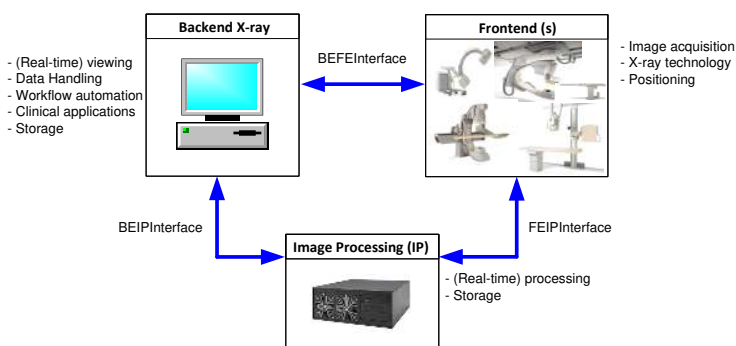 Backend X-ray
- (Real-time) viewing
- Data Handling
- Workflow automation
- Clinical applications
- Storage
BEFEInterface
Frontend (s)
- Image acquisition
- X-ray technology
- Positioning
BEIPInterface
FEIPInterface
Image Processing (IP)
- (Real-time) processing
- Storage